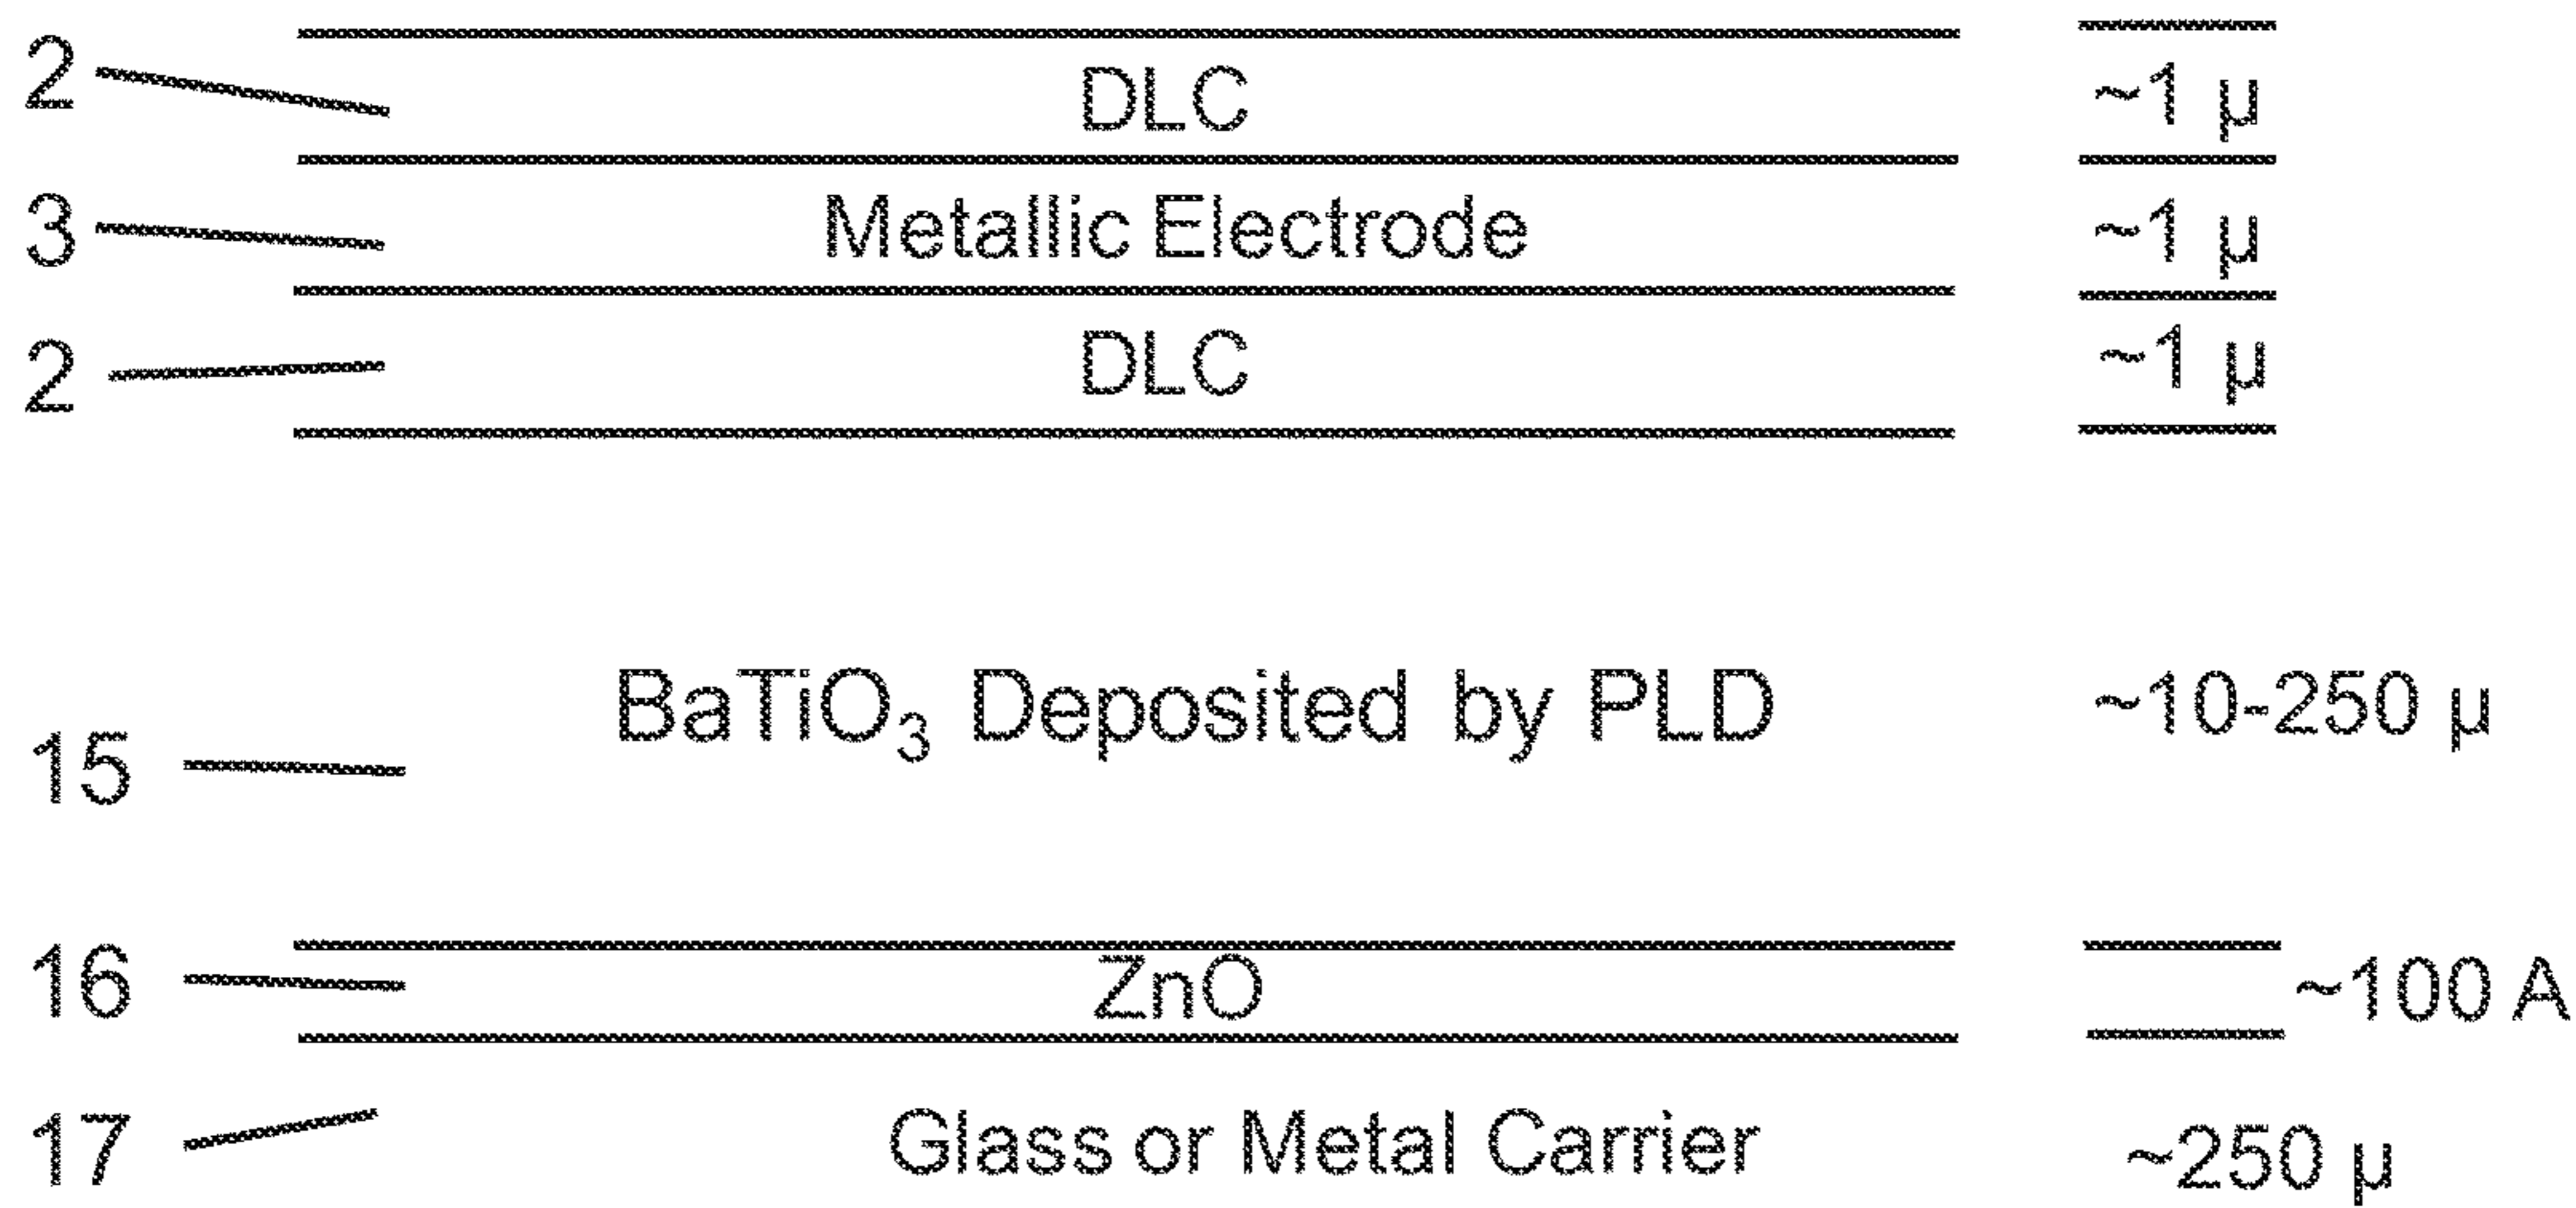 2 DLC ~1 μ
3 Metallic Electrode ~1 μ
2 DLC ~1 μ
15 BaTiO₃ Deposited by PLD ~10-250 μ
16 ZnO ~100 A
17 Glass or Metal Carrier ~250 μ